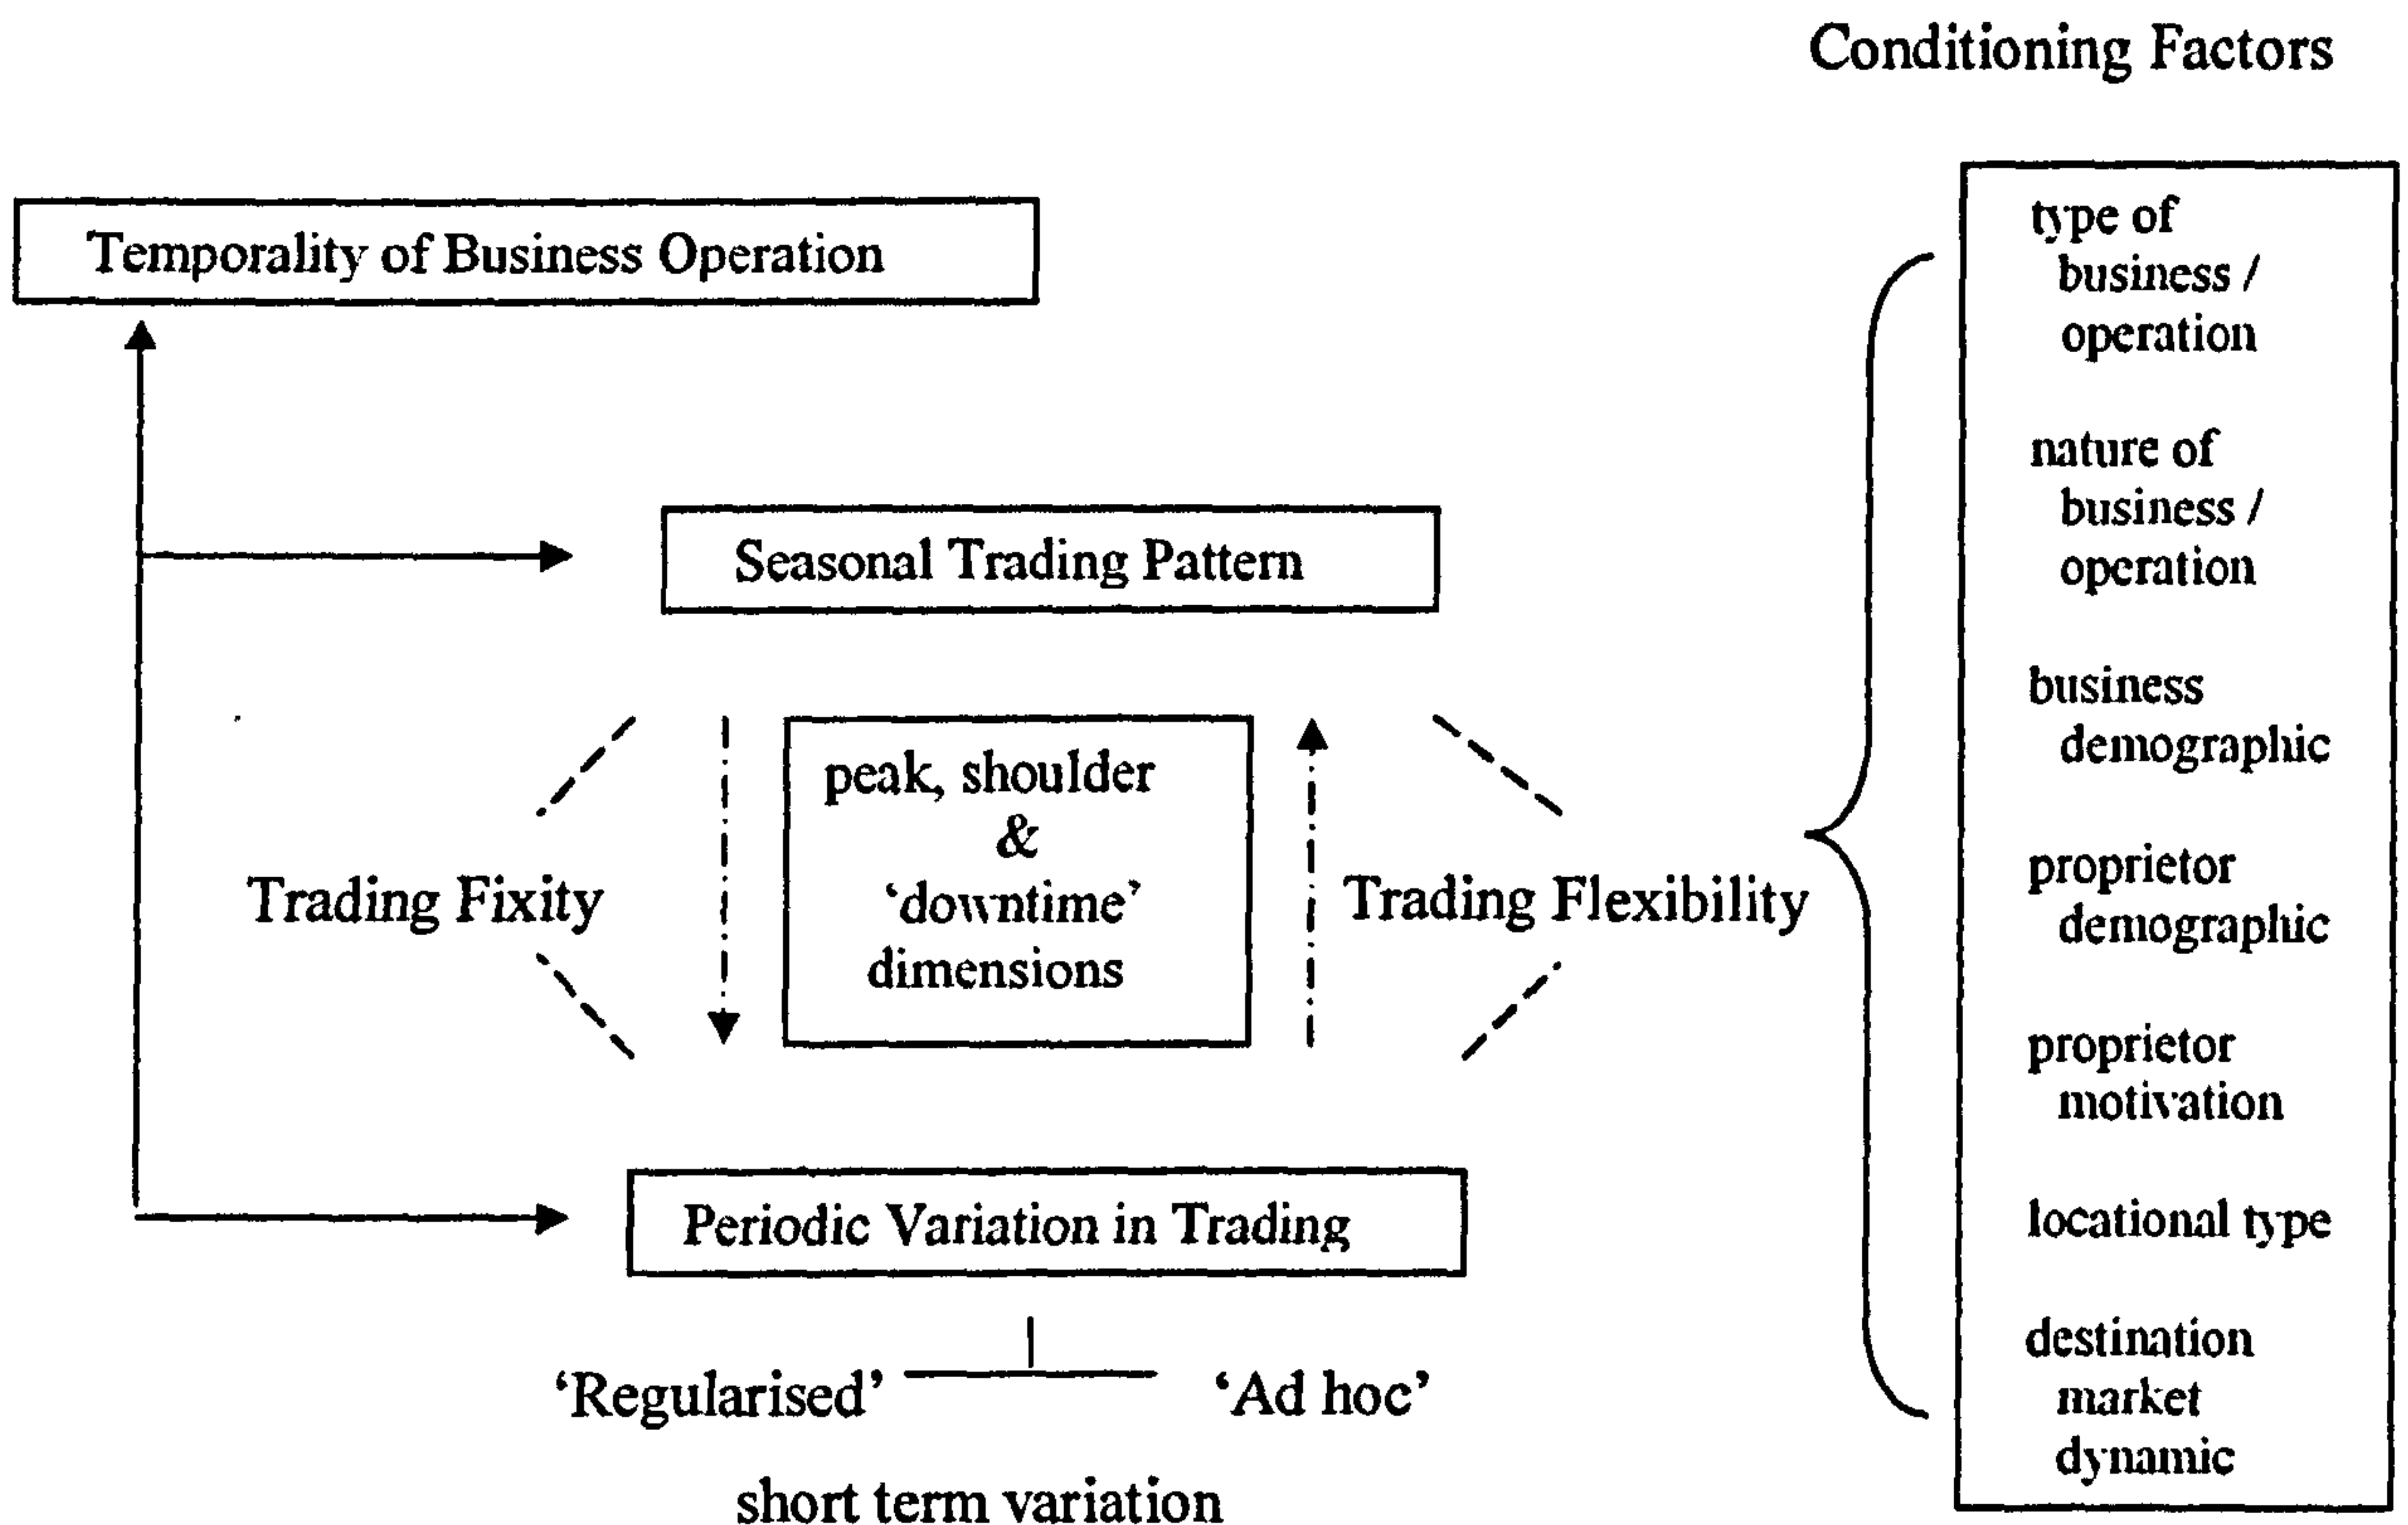 Conditioning Factors
Temporality of Business Operation
Seasonal Trading Pattern
peak, shoulder
&
‘downtime’
dimensions
Trading Fixity
Trading Flexibility
Periodic Variation in Trading
‘Regularised’
‘Ad hoc’
short term variation
type of
business /
operation
nature of
business /
operation
business
demographic
proprietor
demographic
proprietor
motivation
locational type
destination
market
dynamic